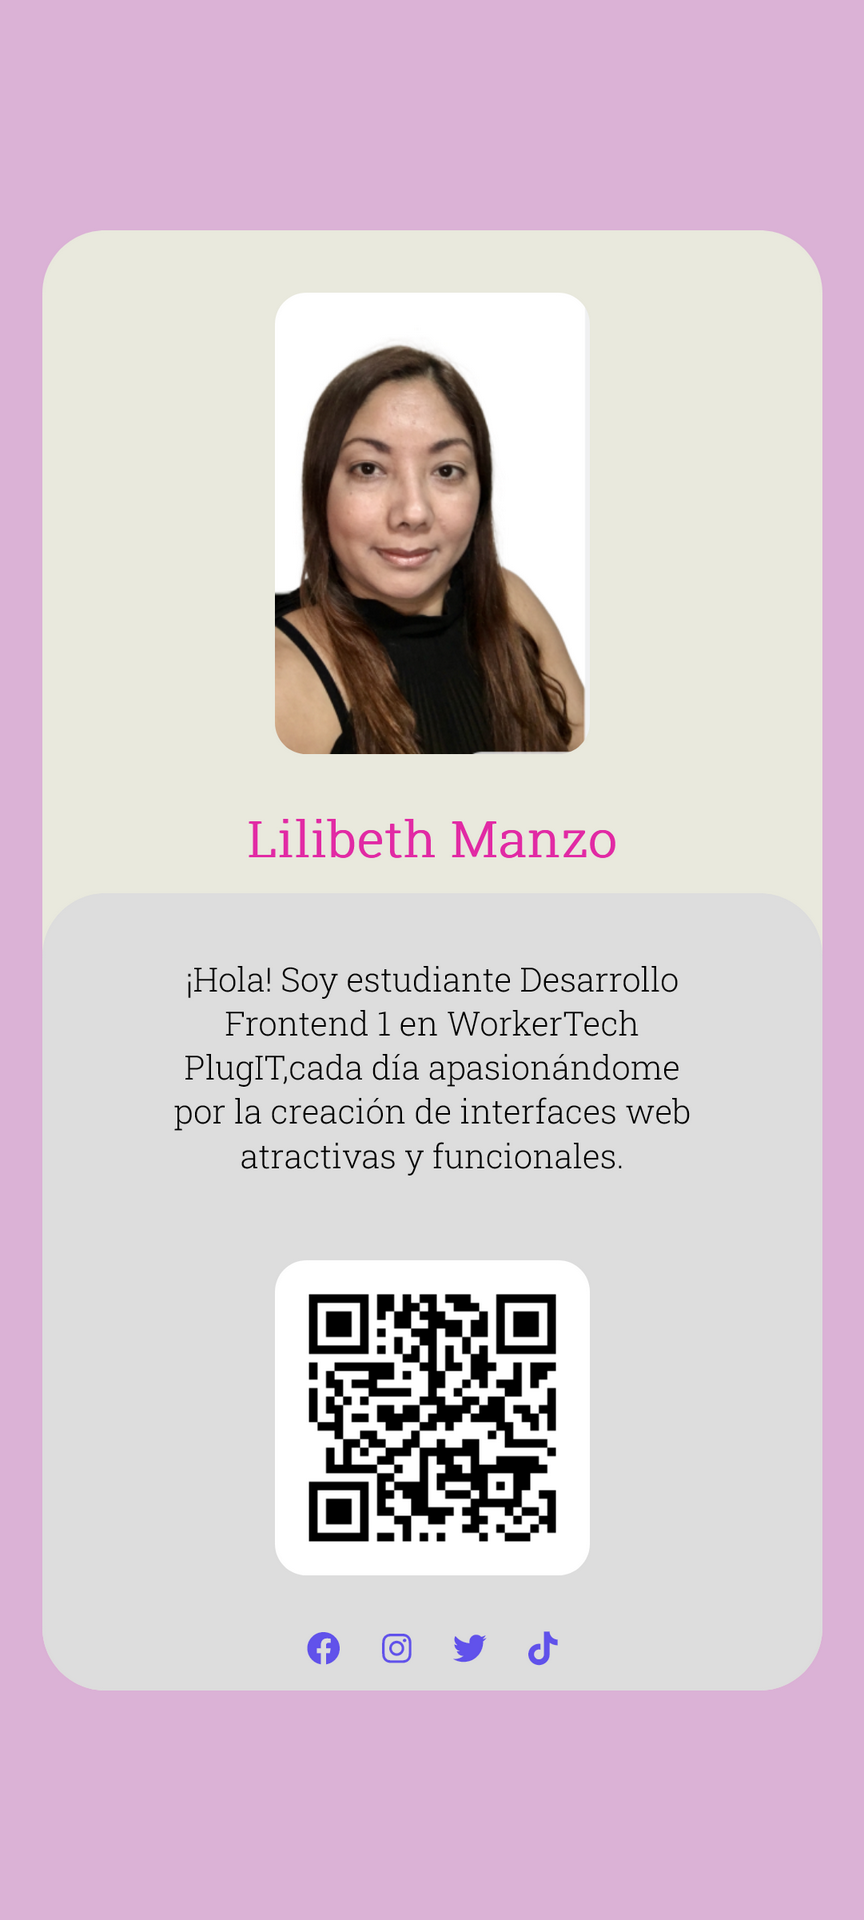 Lilibeth Manzo
¡Hola! Soy estudiante Desarrollo
Frontend 1 en WorkerTech
PlugIT,cada día apasionándome
por la creación de interfaces web
atractivas y funcionales.